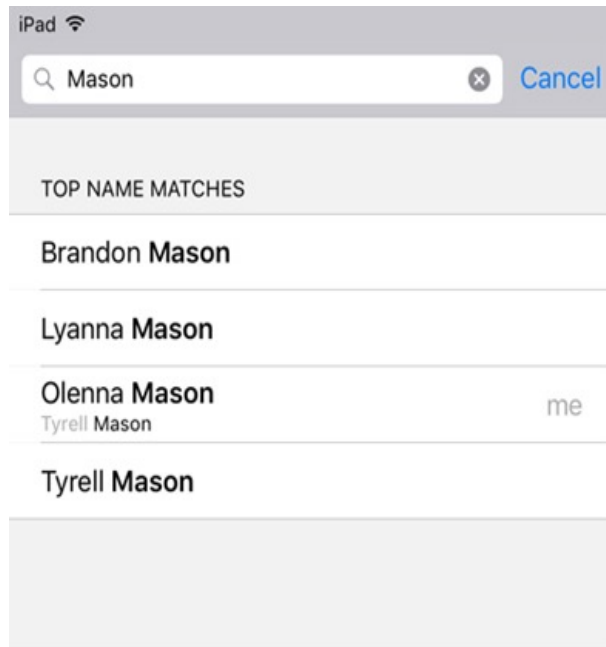 iPad
Mason Cancel
TOP NAME MATCHES
Brandon Mason
Lyanna Mason
Olenna Mason
Tyrell Mason
me
Tyrell Mason